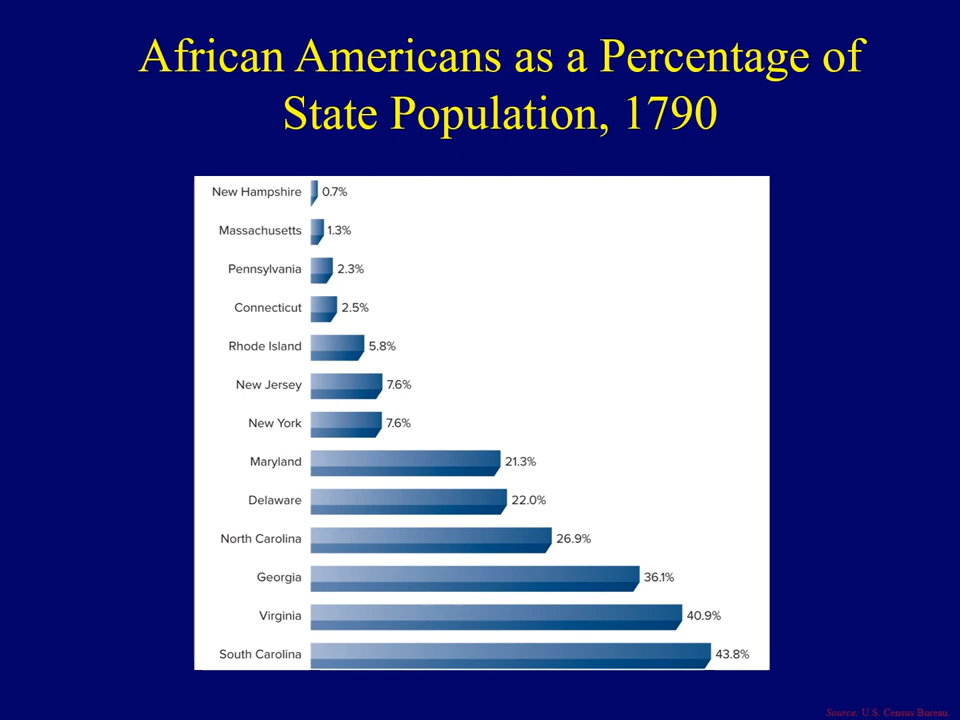 African Americans as a Percentage of
State Population, 1790
New Hampshire 0.7%
Massachusetts 1.3%
Pennsylvania 2.3%
Connecticut 2.5%
Rhode Island 5.8%
New Jersey 7.6%
New York 7.6%
Maryland 21.3%
Delaware 22.0%
North Carolina 26.9%
Georgia 36.1%
Virginia 40.9%
South Carolina 43.8%
Source: U.S. Census Bureau.